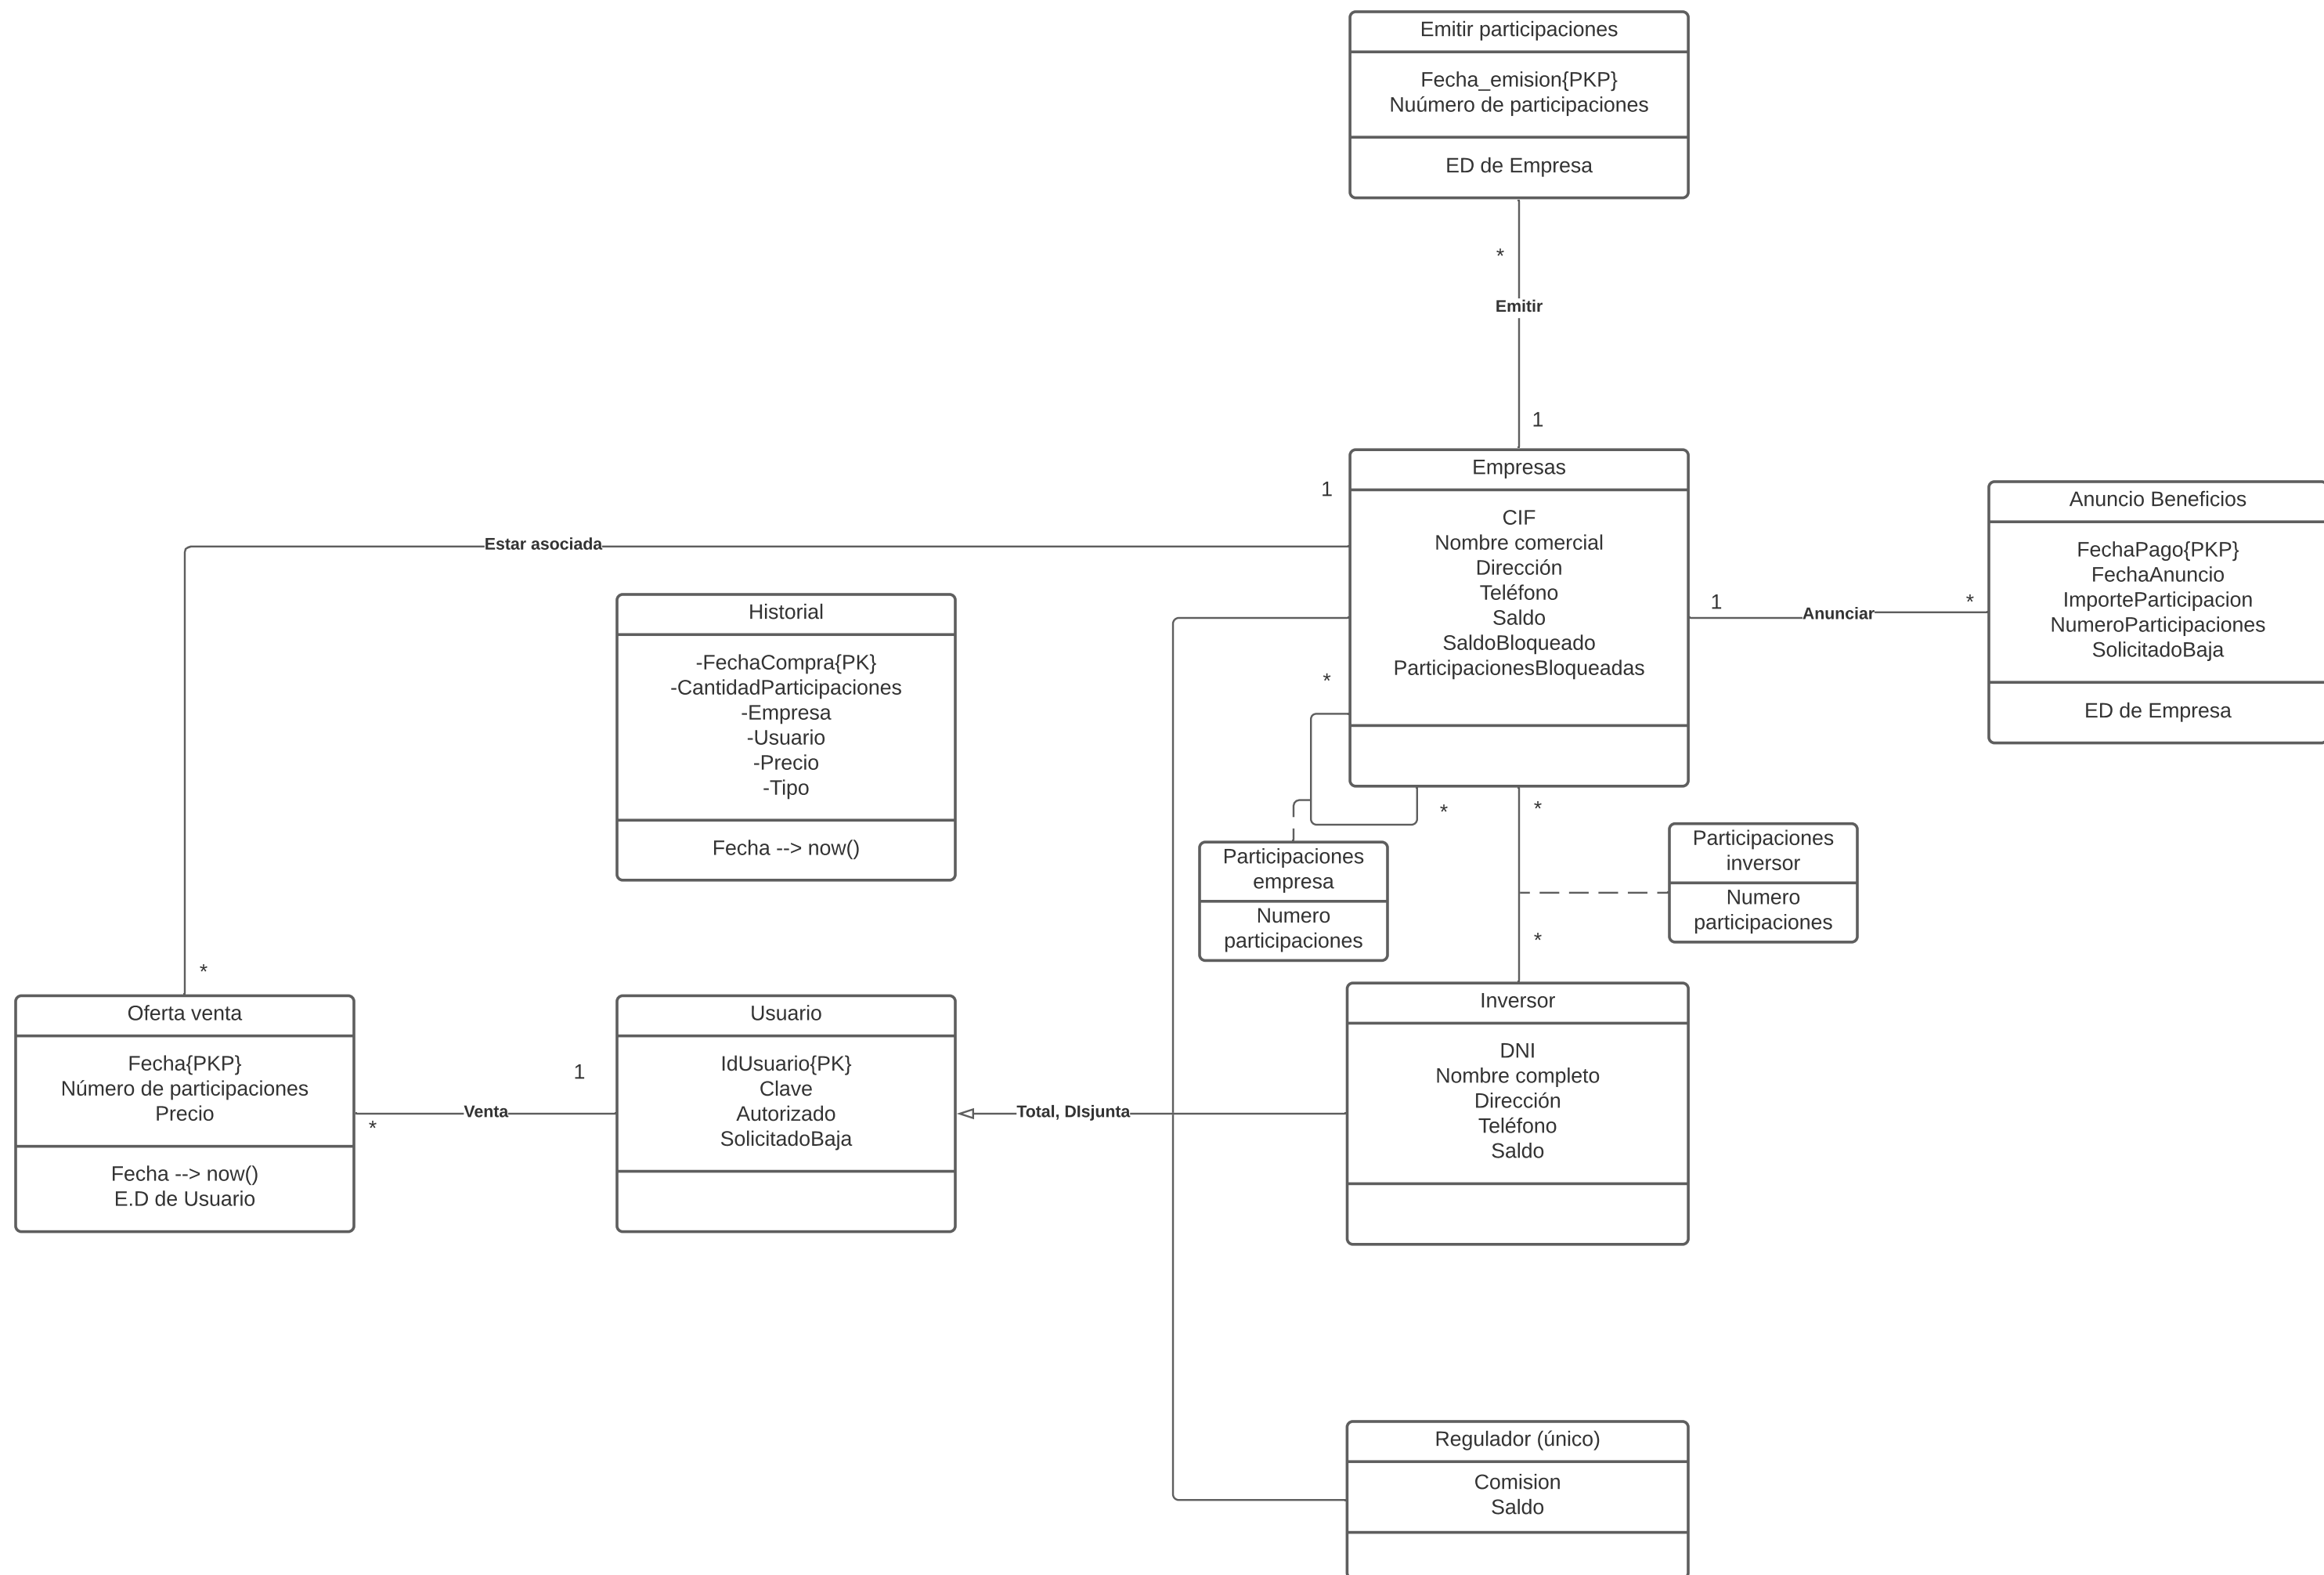 Emitir participaciones
Fecha_emision{PKP}
Nuúmero de participaciones
ED de Empresa
*
Emitir
1
Empresas
CIF
Nombre comercial
Dirección
Teléfono
Saldo
SaldoBloqueado
ParticipacionesBloqueadas
1
Estar asociada
*
1
Anunciar
*
Anuncio Beneficios
FechaPago{PKP}
FechaAnuncio
ImporteParticipacion
NumeroParticipaciones
SolicitadoBaja
ED de Empresa
Historial
-FechaCompra{PK}
-CantidadParticipaciones
-Empresa
-Usuario
-Precio
-Tipo
Fecha --> now()
*
*
Participaciones
empresa
Numero
participaciones
*
*
Participaciones
inversor
Numero
participaciones
Oferta venta
Fecha{PKP}
Número de participaciones
Precio
Fecha --> now()
E.D de Usuario
*
Venta
1
Usuario
IdUsuario{PK}
Clave
Autorizado
SolicitadoBaja
Total, DIsjunta
Inversor
DNI
Nombre completo
Dirección
Teléfono
Saldo
Regulador (único)
Comision
Saldo